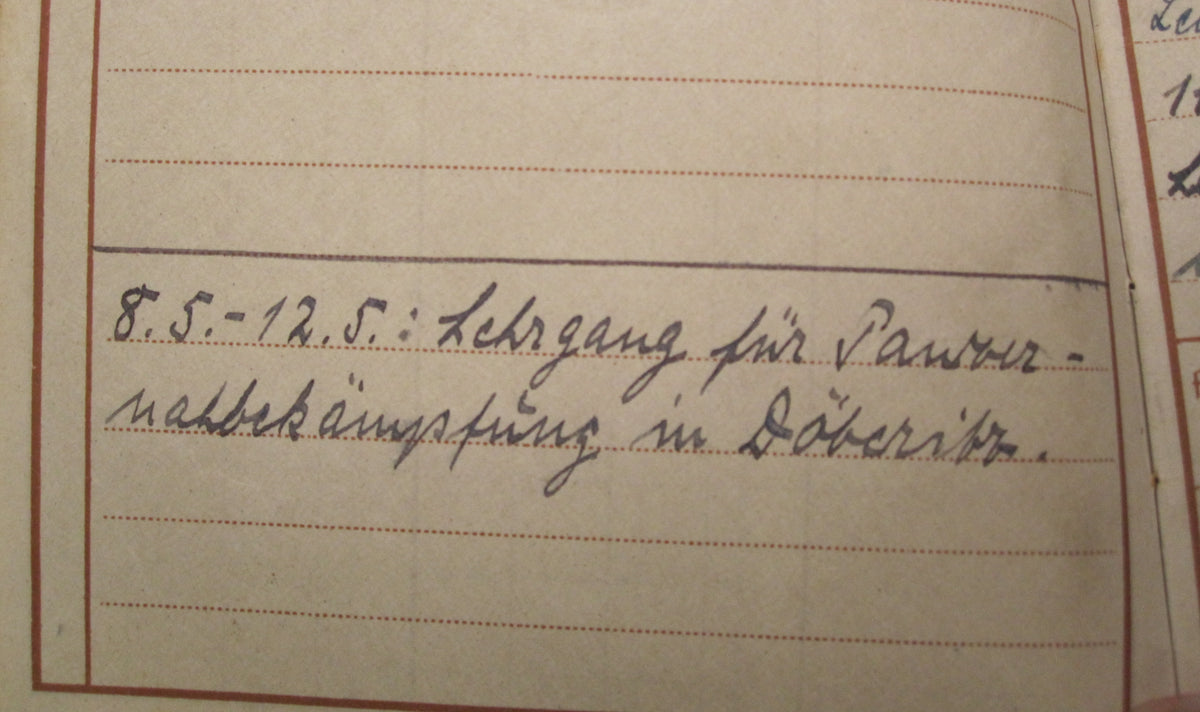 8.5.-12.5.: Lehrgang für Panzer-
nahbekämpfung in Döberitz.